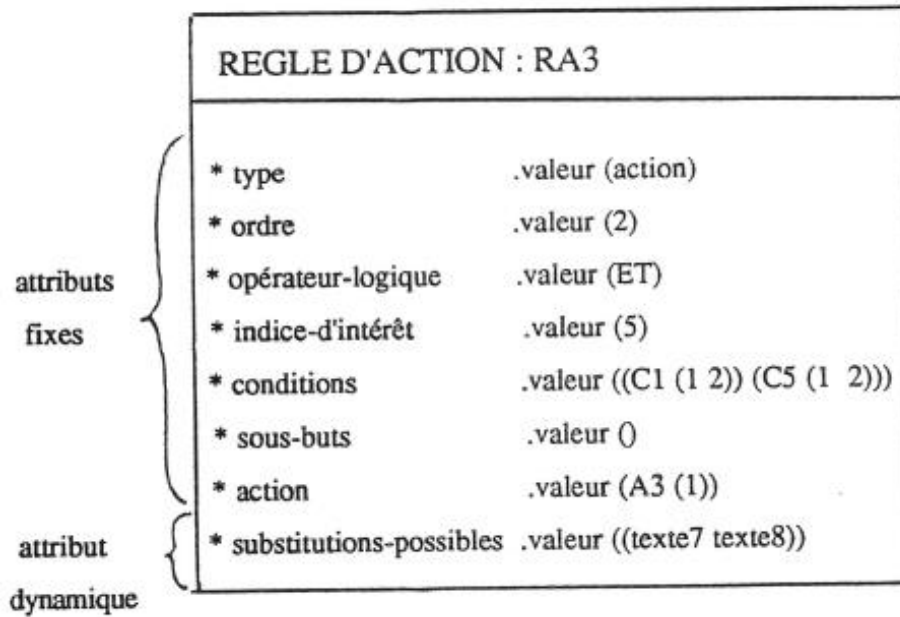 REGLE D'ACTION : RA3
* type .valeur (action)
* ordre .valeur (2)
* opérateur-logique .valeur (ET)
* indice-d'intérêt .valeur (5)
* conditions .valeur ((C1 (1 2)) (C5 (1 2)))
* sous-buts .valeur ()
* action .valeur (A3 (1))
* substitutions-possibles .valeur ((texte7 texte8))
attributs
fixes
attribut
dynamique